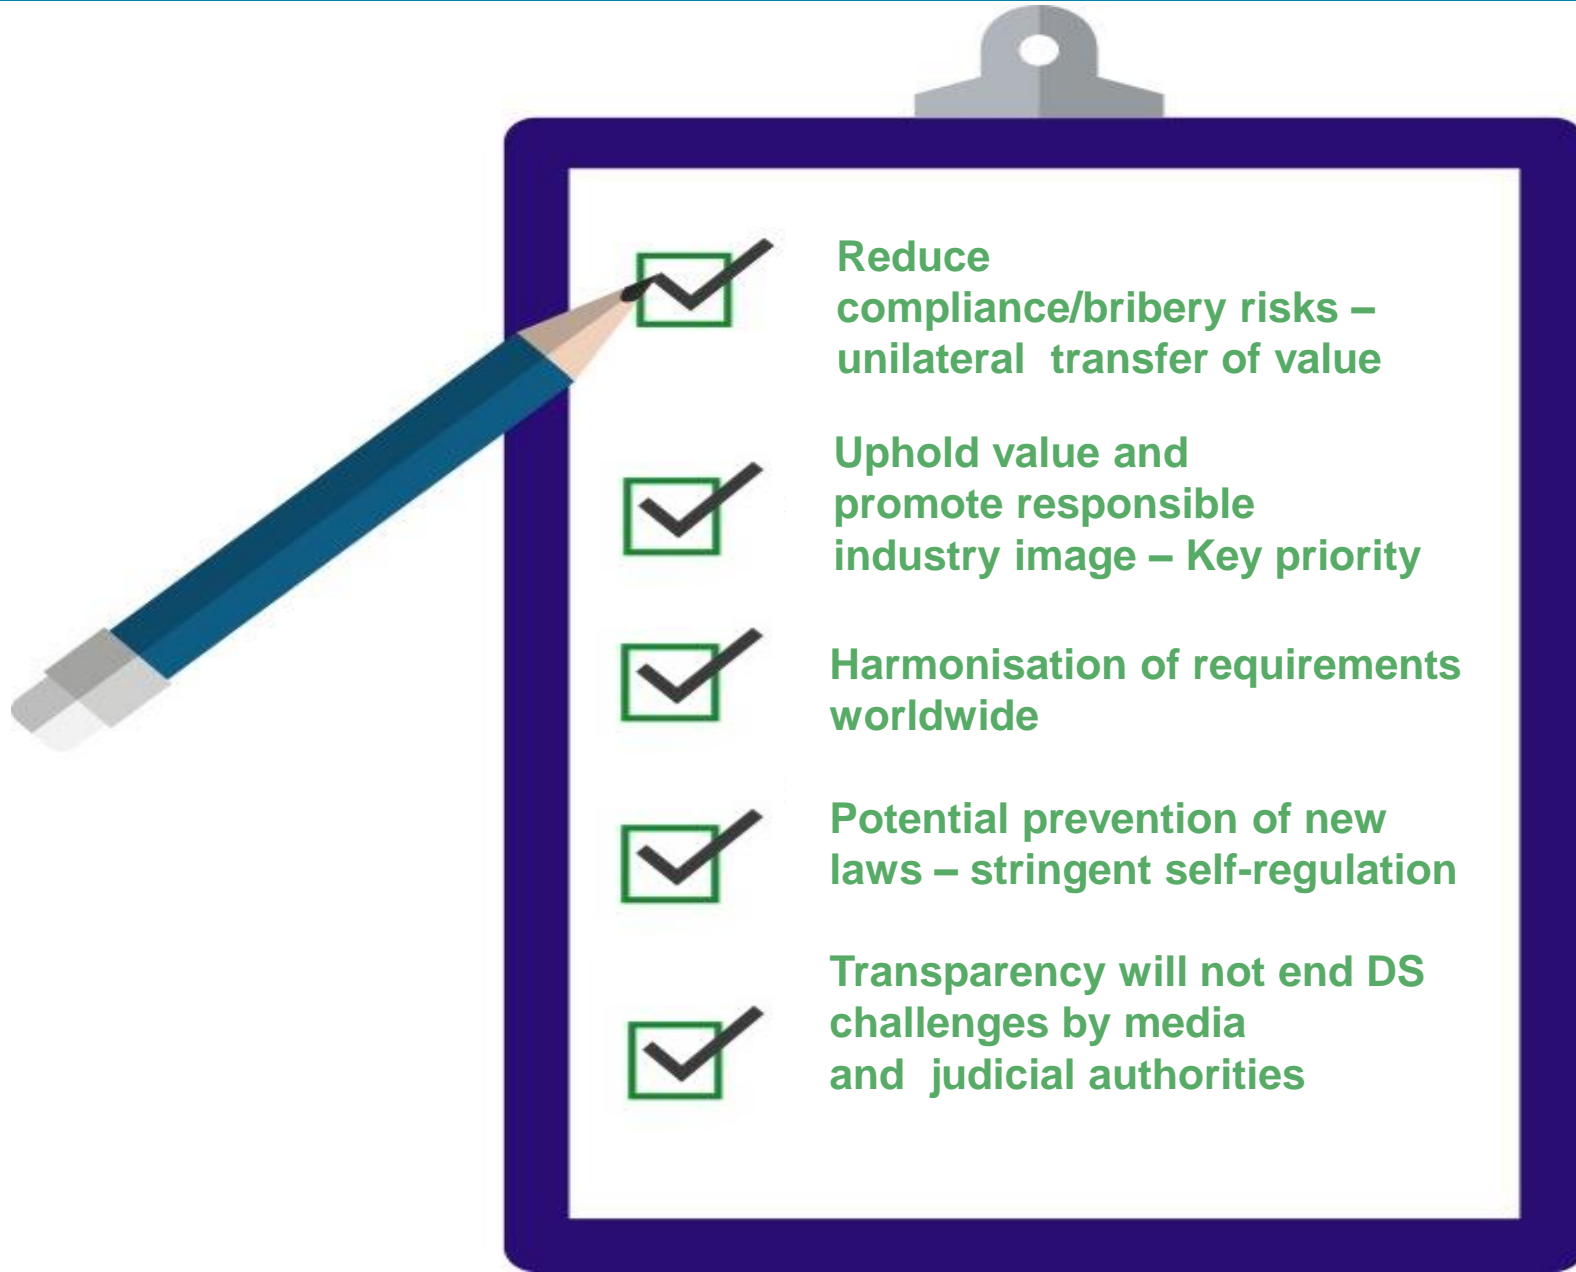 Reduce
compliance/bribery risks –
unilateral  transfer of value
Uphold value and
promote responsible
industry image – Key priority
Harmonisation of requirements
worldwide
Potential prevention of new
laws – stringent self-regulation
Transparency will not end DS
challenges by media
and  judicial authorities